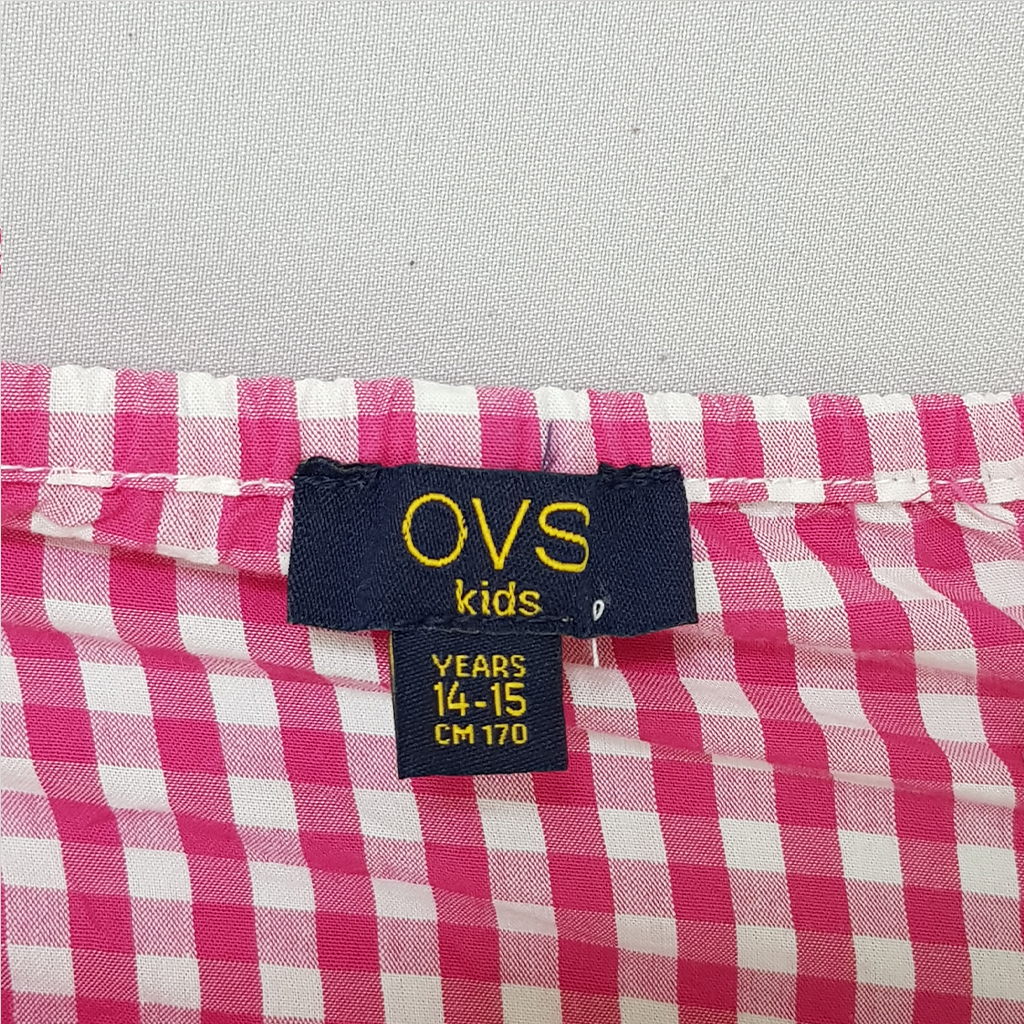 OVS
kids
YEARS
14-15
CM 170